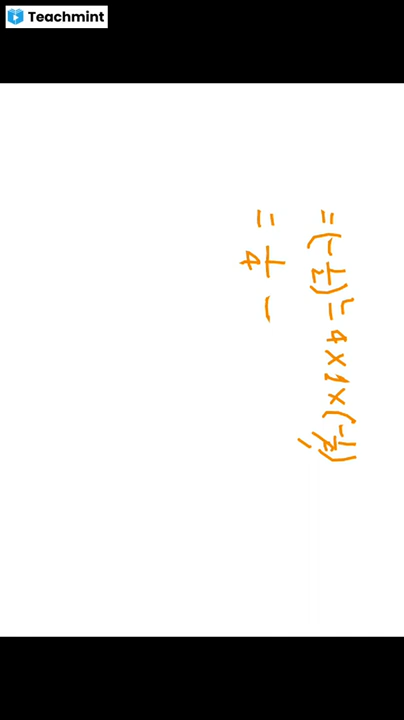 Teachmint
= (-1/2)² - 4 x 1 x (-1/2)
= 1/4 -